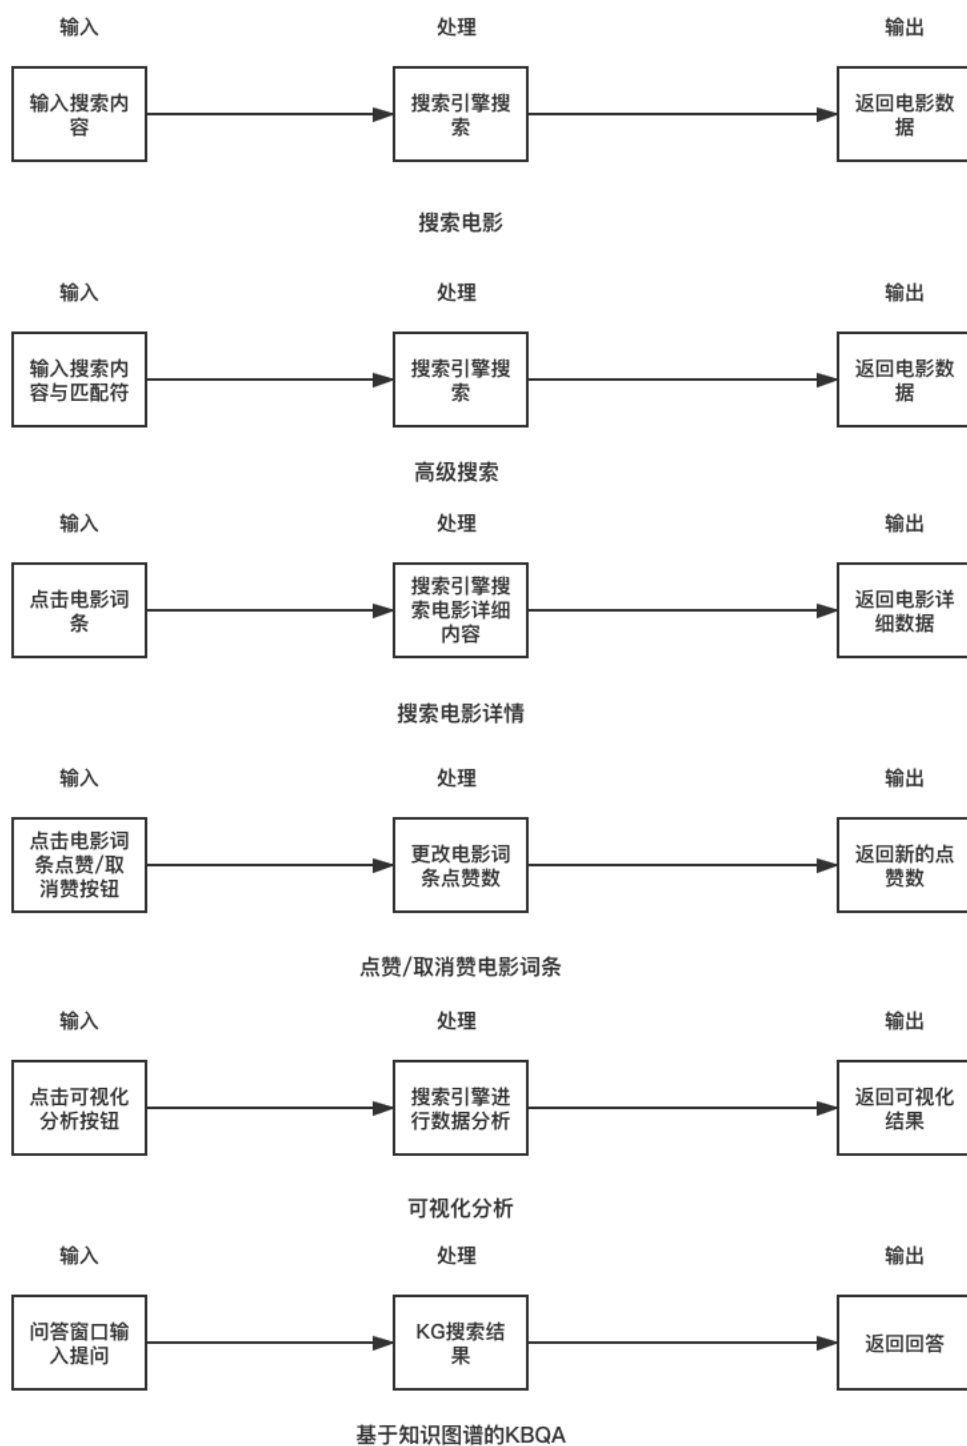 输入
处理
输出
输入搜索内
容
搜索引擎搜
索
返回电影数
据
搜索电影
输入
处理
输出
输入搜索内
容与匹配符
搜索引擎搜
索
返回电影数
据
高级搜索
输入
处理
输出
点击电影词
条
搜索引擎搜
索电影详细
内容
返回电影详
细数据
搜索电影详情
输入
处理
输出
点击电影词
条点赞/取
消赞按钮
更改电影词
条点赞数
返回新的点
赞数
点赞/取消赞电影词条
输入
处理
输出
点击可视化
分析按钮
搜索引擎进
行数据分析
返回可视化
结果
可视化分析
输入
处理
输出
问答窗口输
入提问
KG搜索结
果
返回回答
基于知识图谱的KBQA